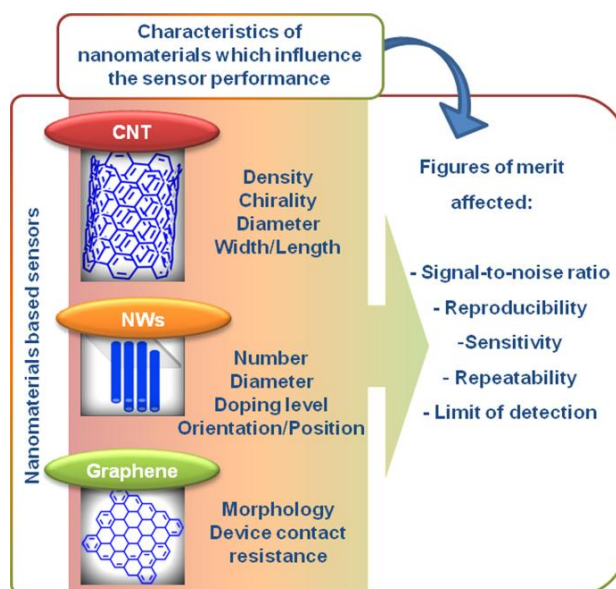 Characteristics of
nanomaterials which influence
the sensor performance
Nanomaterials based sensors
CNT
Density
Chirality
Diameter
Width/Length
NWs
Number
Diameter
Doping level
Orientation/Position
Graphene
Morphology
Device contact
resistance
Figures of merit
affected:
- Signal-to-noise ratio
- Reproducibility
-Sensitivity
- Repeatability
- Limit of detection